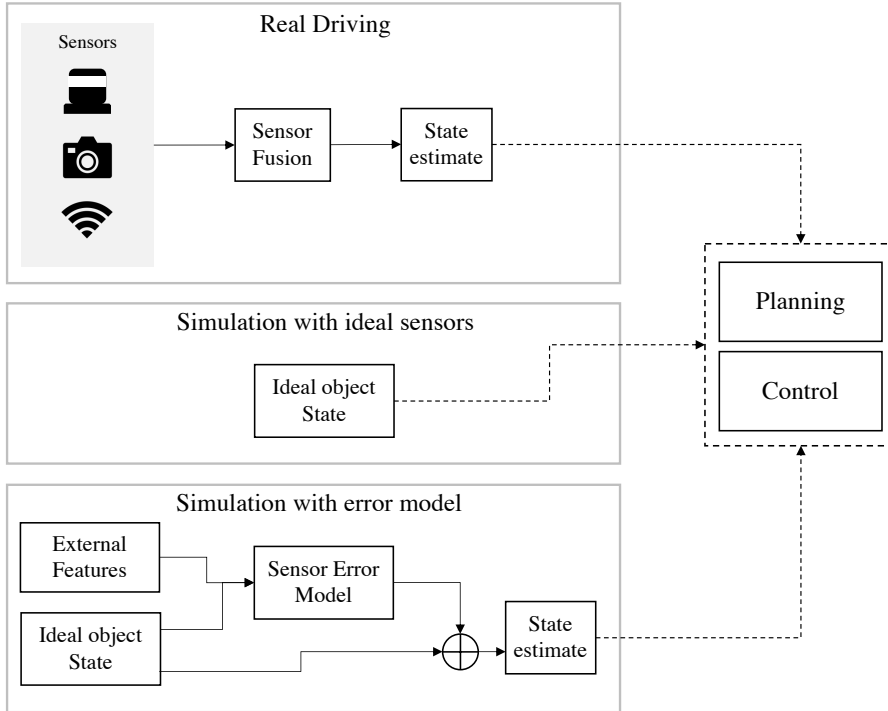 Real Driving
Sensors
Sensor
Fusion
State
estimate
Planning
Control
Simulation with ideal sensors
Ideal object
State
Simulation with error model
External
Features
Sensor Error
Model
Ideal object
State
State
estimate